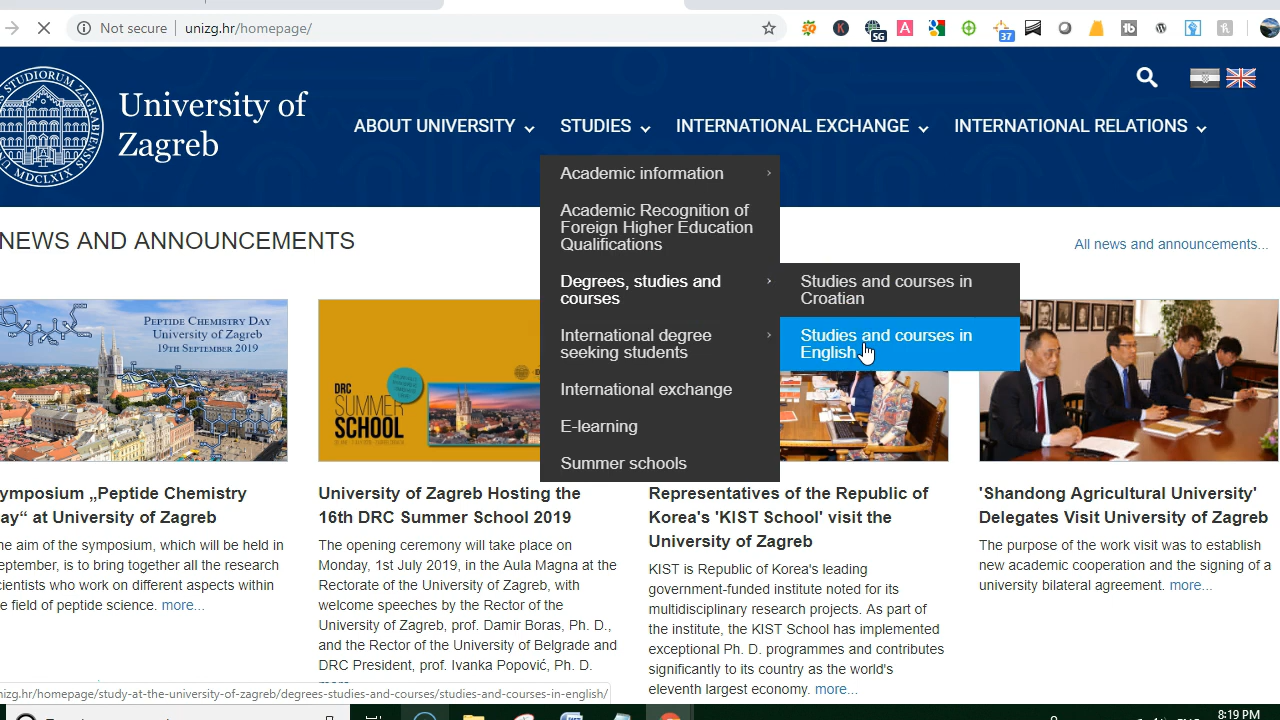 Not secure
unizg.hr/homepage/
SG
37
University of
Zagreb
ABOUT UNIVERSITY
STUDIES
INTERNATIONAL EXCHANGE
INTERNATIONAL RELATIONS
Academic information
Academic Recognition of
Foreign Higher Education
Qualifications
Degrees, studies and
courses
International degree
seeking students
International exchange
E-learning
Summer schools
Studies and courses in
Croatian
Studies and courses in
English
NEWS AND ANNOUNCEMENTS
All news and announcements...
Peptide Chemistry Day
University of Zagreb
19th September 2019
DRC
SUMMER
SCHOOL
ymposium „Peptide Chemistry
ay“ at University of Zagreb
he aim of the symposium, which will be held in
eptember, is to bring together all the research
cientists who work on different aspects within
e field of peptide science. more...
University of Zagreb Hosting the
16th DRC Summer School 2019
The opening ceremony will take place on
Monday, 1st July 2019, in the Aula Magna at the
Rectorate of the University of Zagreb, with
welcome speeches by the Rector of the
University of Zagreb, prof. Damir Boras, Ph. D.,
and the Rector of the University of Belgrade and
DRC President, prof. Ivanka Popović, Ph. D.
Representatives of the Republic of
Korea's 'KIST School' visit the
University of Zagreb
KIST is Republic of Korea's leading
government-funded institute noted for its
multidisciplinary research projects. As part of
the institute, the KIST School has implemented
exceptional Ph. D. programmes and contributes
significantly to its country as the world's
eleventh largest economy. more...
'Shandong Agricultural University'
Delegates Visit University of Zagreb
The purpose of the work visit was to establish
new academic cooperation and the signing of a
university bilateral agreement. more...
nizg.hr/homepage/study-at-the-university-of-zagreb/degrees-studies-and-courses/studies-and-courses-in-english/
8:19 PM